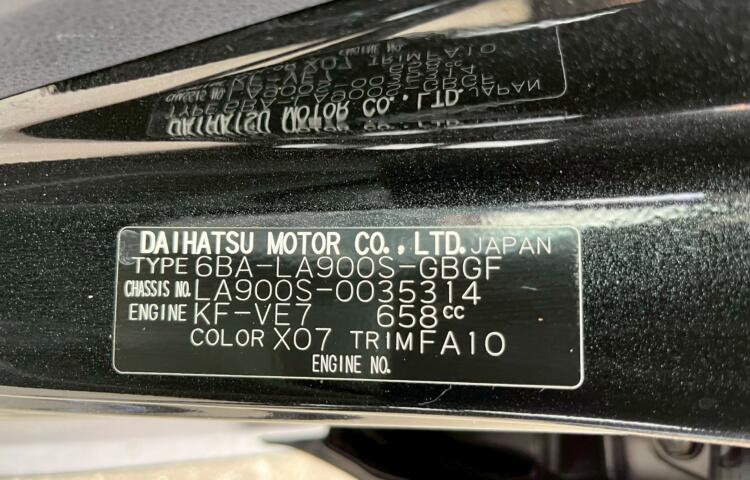 DAIHATSU MOTOR CO., LTD. JAPAN
TYPE 6BA-LA900S-GBGF
CHASSIS NO. LA900S-0035314
ENGINE KF-VE7 658cc
COLOR X07 TRIM FA10
ENGINE NO.